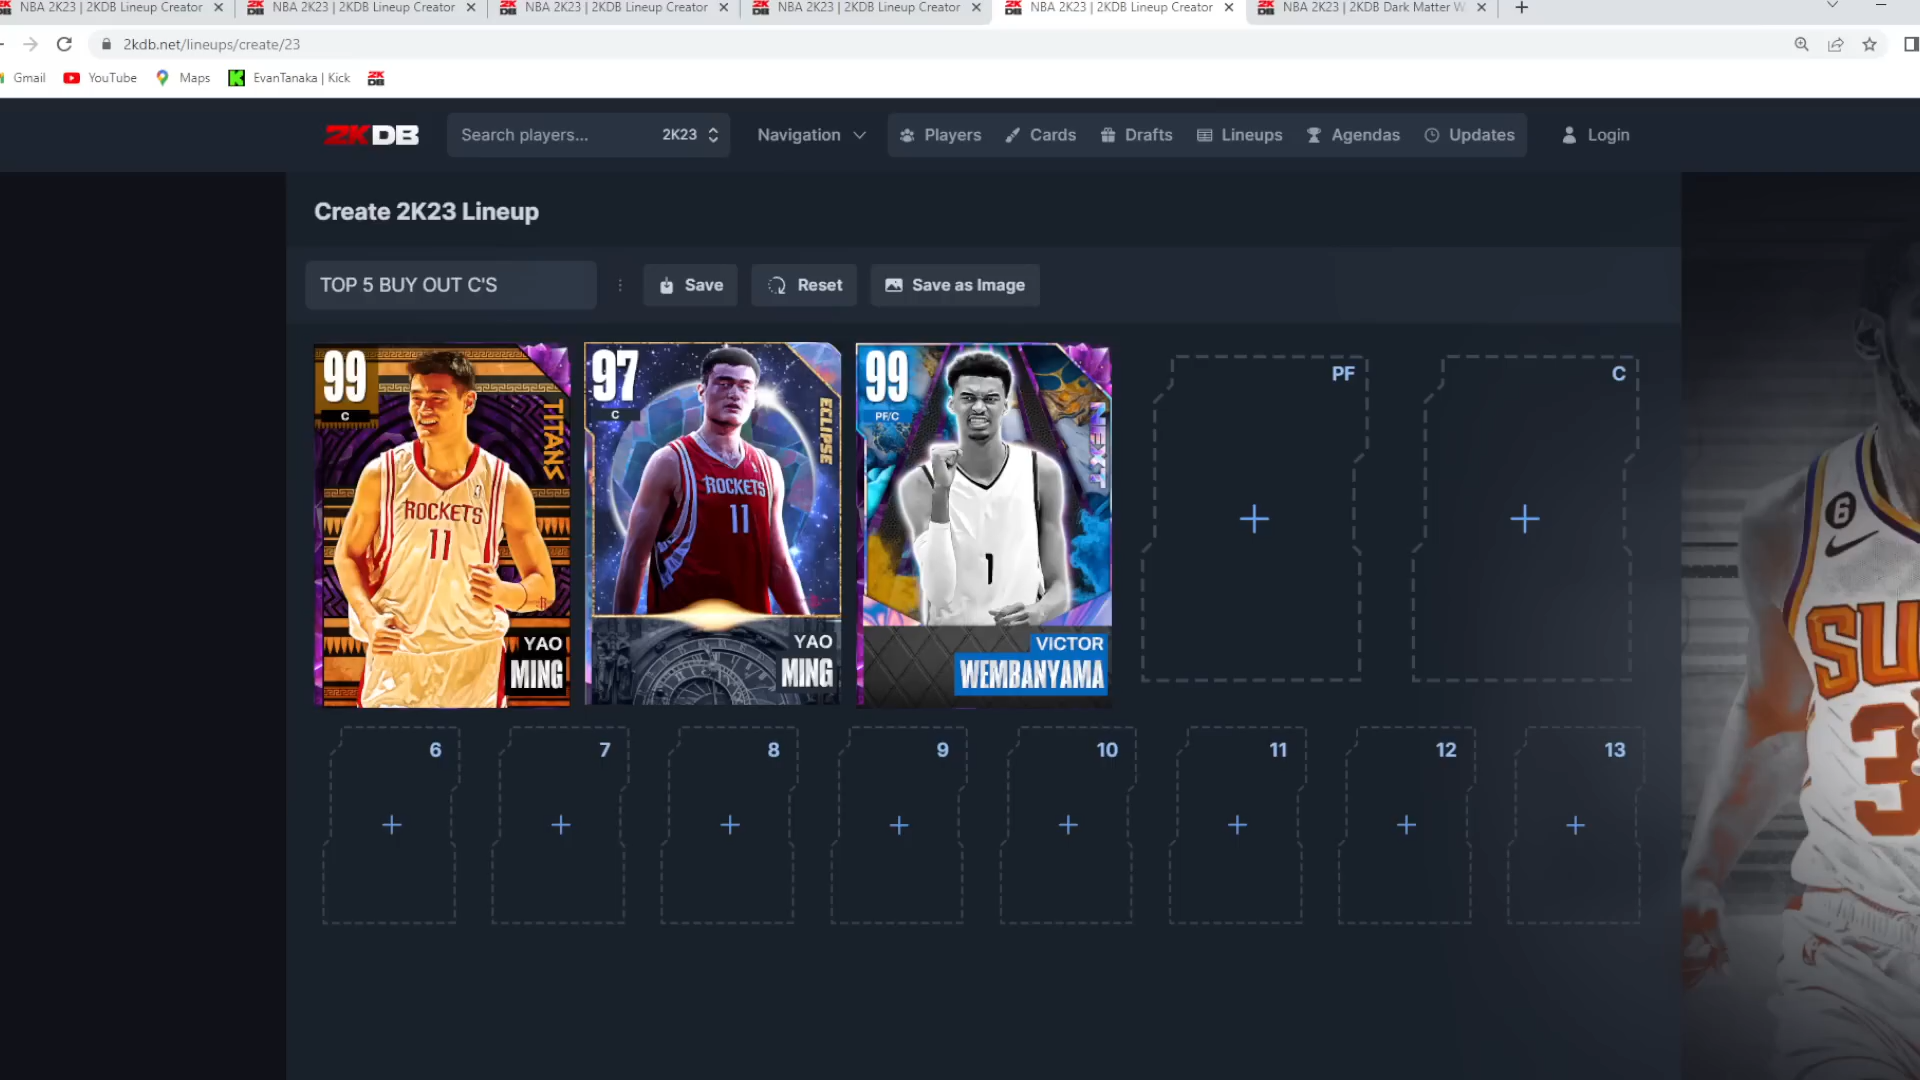 NBA 2K23 | 2KDB Lineup Creator
NBA 2K23 | 2KDB Lineup Creator
NBA 2K23 | 2KDB Lineup Creator
NBA 2K23 | 2KDB Lineup Creator
NBA 2K23 | 2KDB Lineup Creator
NBA 2K23 | 2KDB Dark Matter W
2kdb.net/lineups/create/23
Gmail
YouTube
Maps
EvanTanaka | Kick
2KDB
2KDB
Search players...
2K23
Navigation
Players
Cards
Drafts
Lineups
Agendas
Updates
Login
Create 2K23 Lineup
TOP 5 BUY OUT C'S
Save
Reset
Save as Image
99
C
TITANS
ROCKETS
11
YAO
MING
97
C
ECLIPSE
ROCKETS
11
YAO
MING
99
PF/C
NEXT
1
VICTOR
WEMBANYAMA
PF
C
6
7
8
9
10
11
12
13
6
SU
3